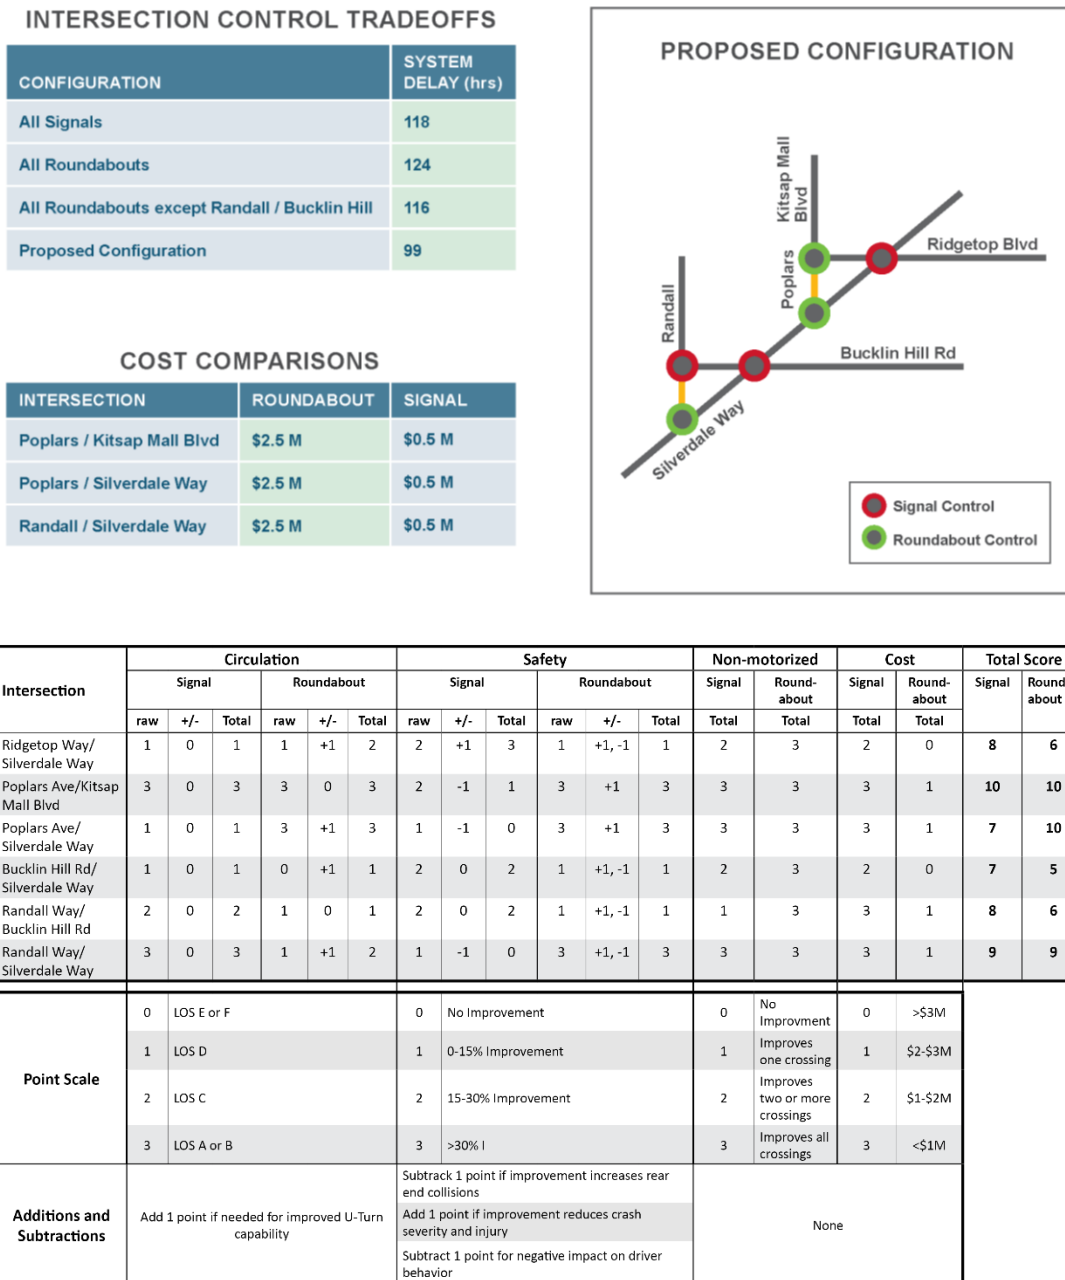 INTERSECTION CONTROL TRADEOFFS
CONFIGURATION
SYSTEM
DELAY (hrs)
All Signals 118
All Roundabouts 124
All Roundabouts except Randall / Bucklin Hill 116
Proposed Configuration 99
COST COMPARISONS
INTERSECTION ROUNDABOUT SIGNAL
Poplars / Kitsap Mall Blvd $2.5 M $0.5 M
Poplars / Silverdale Way $2.5 M $0.5 M
Randall / Silverdale Way $2.5 M $0.5 M
PROPOSED CONFIGURATION
Kitsap Mall
Blvd
Ridgetop Blvd
Poplars
Randall
Bucklin Hill Rd
Silverdale Way
Signal Control
Roundabout Control
Intersection
Circulation Safety Non-motorized Cost Total Score
Signal Roundabout Signal Roundabout Signal Round-
about Signal Round-
about Signal Round
about
raw +/- Total raw +/- Total raw +/- Total raw +/- Total Total Total Total Total
Ridgetop Way/
Silverdale Way
1 0 1 1 +1 2 2 +1 3 1 +1, -1 1 2 3 2 0 8 6
Poplars Ave/Kitsap
Mall Blvd
3 0 3 3 0 3 2 -1 1 3 +1 3 3 3 3 1 10 10
Poplars Ave/
Silverdale Way
1 0 1 3 +1 3 1 -1 0 3 +1 3 3 3 3 1 7 10
Bucklin Hill Rd/
Silverdale Way
1 0 1 0 +1 1 2 0 2 1 +1, -1 1 2 3 2 0 7 5
Randall Way/
Bucklin Hill Rd
2 0 2 1 0 1 2 0 2 1 +1, -1 1 1 3 3 1 8 6
Randall Way/
Silverdale Way
3 0 3 1 +1 2 1 -1 0 3 +1, -1 3 3 3 3 1 9 9
Point Scale
0 LOS E or F 0 No Improvement 0 No
Improvment 0 >$3M
1 LOS D 1 0-15% Improvement 1 Improves
one crossing 1 $2-$3M
2 LOS C 2 15-30% Improvement 2 Improves
two or more
crossings 2 $1-$2M
3 LOS A or B 3 >30% I 3 Improves all
crossings 3 <$1M
Additions and
Subtractions
Add 1 point if needed for improved U-Turn
capability
Subtrack 1 point if improvement increases rear
end collisions
Add 1 point if improvement reduces crash
severity and injury
Subtract 1 point for negative impact on driver
behavior
None